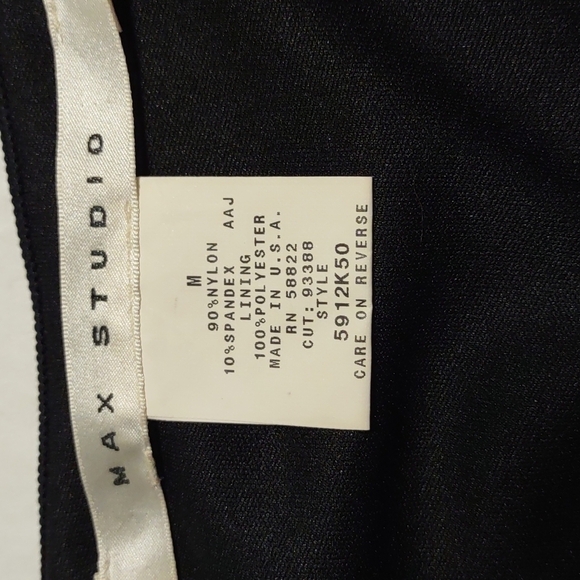 MAX STUDIO
M
90%NYLON
10%SPANDEX AAJ
LINING
100%POLYESTER
MADE IN U.S.A.
RN 58822
CUT: 93388
STYLE
5912K50
CARE ON REVERSE